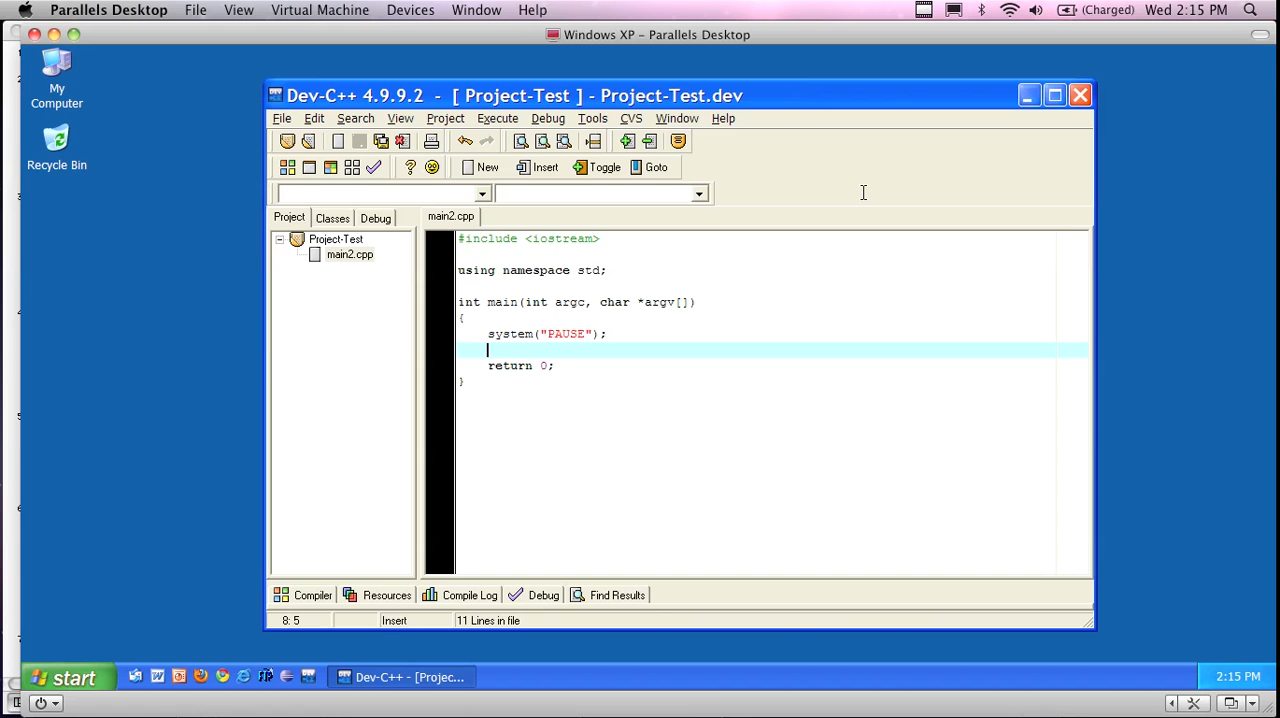 Parallels Desktop File View Virtual Machine Devices Window Help (Charged) Wed 2:15 PM
Windows XP - Parallels Desktop
My Computer
Recycle Bin
Dev-C++ 4.9.9.2 - [ Project-Test ] - Project-Test.dev
File Edit Search View Project Execute Debug Tools CVS Window Help
New Insert Toggle Goto
Project Classes Debug main2.cpp
Project-Test
main2.cpp
#include <iostream>
using namespace std;
int main(int argc, char *argv[])
{
system("PAUSE");
return 0;
}
Compiler Resources Compile Log Debug Find Results
8: 5 Insert 11 Lines in file
start Dev-C++ - [Projec... 2:15 PM